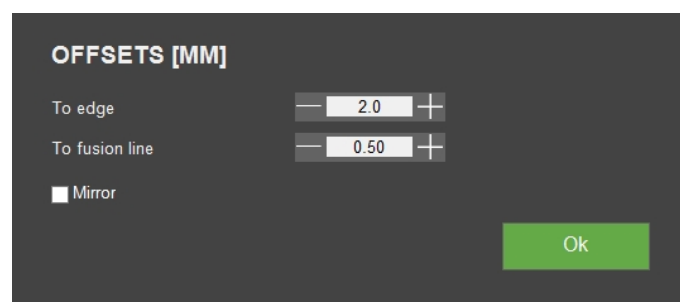 OFFSETS [MM]
To edge 2.0
To fusion line 0.50
Mirror
Ok